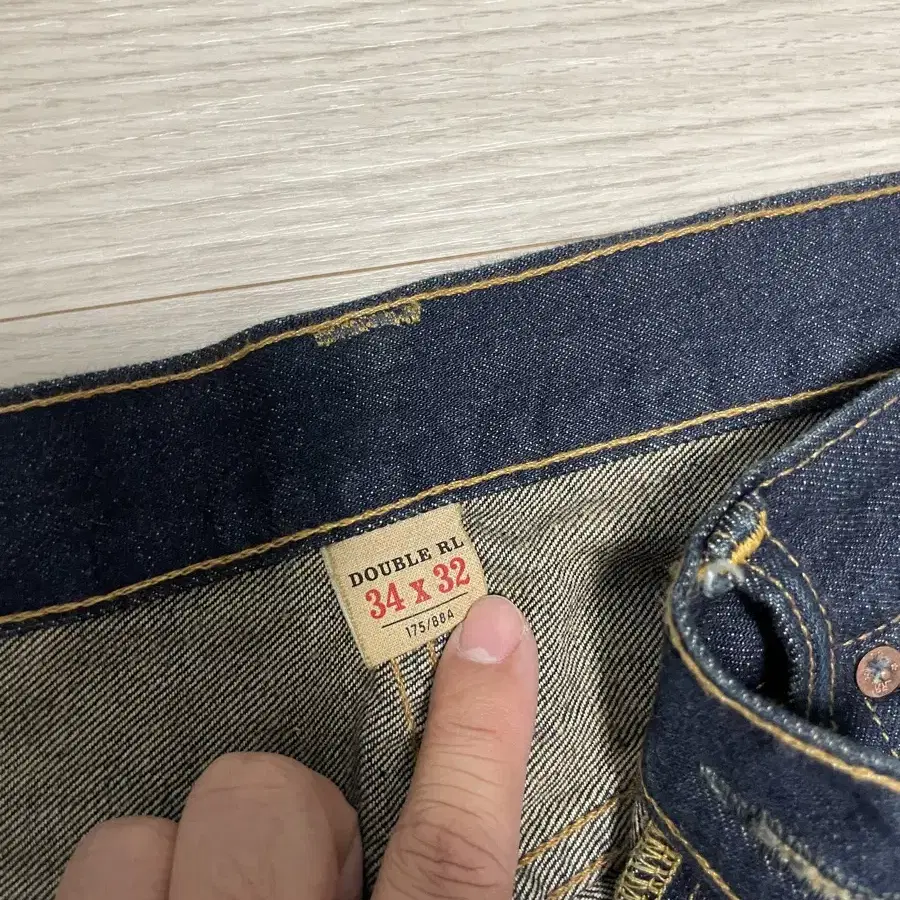 DOUBLE RL
34 x 32
175/88A